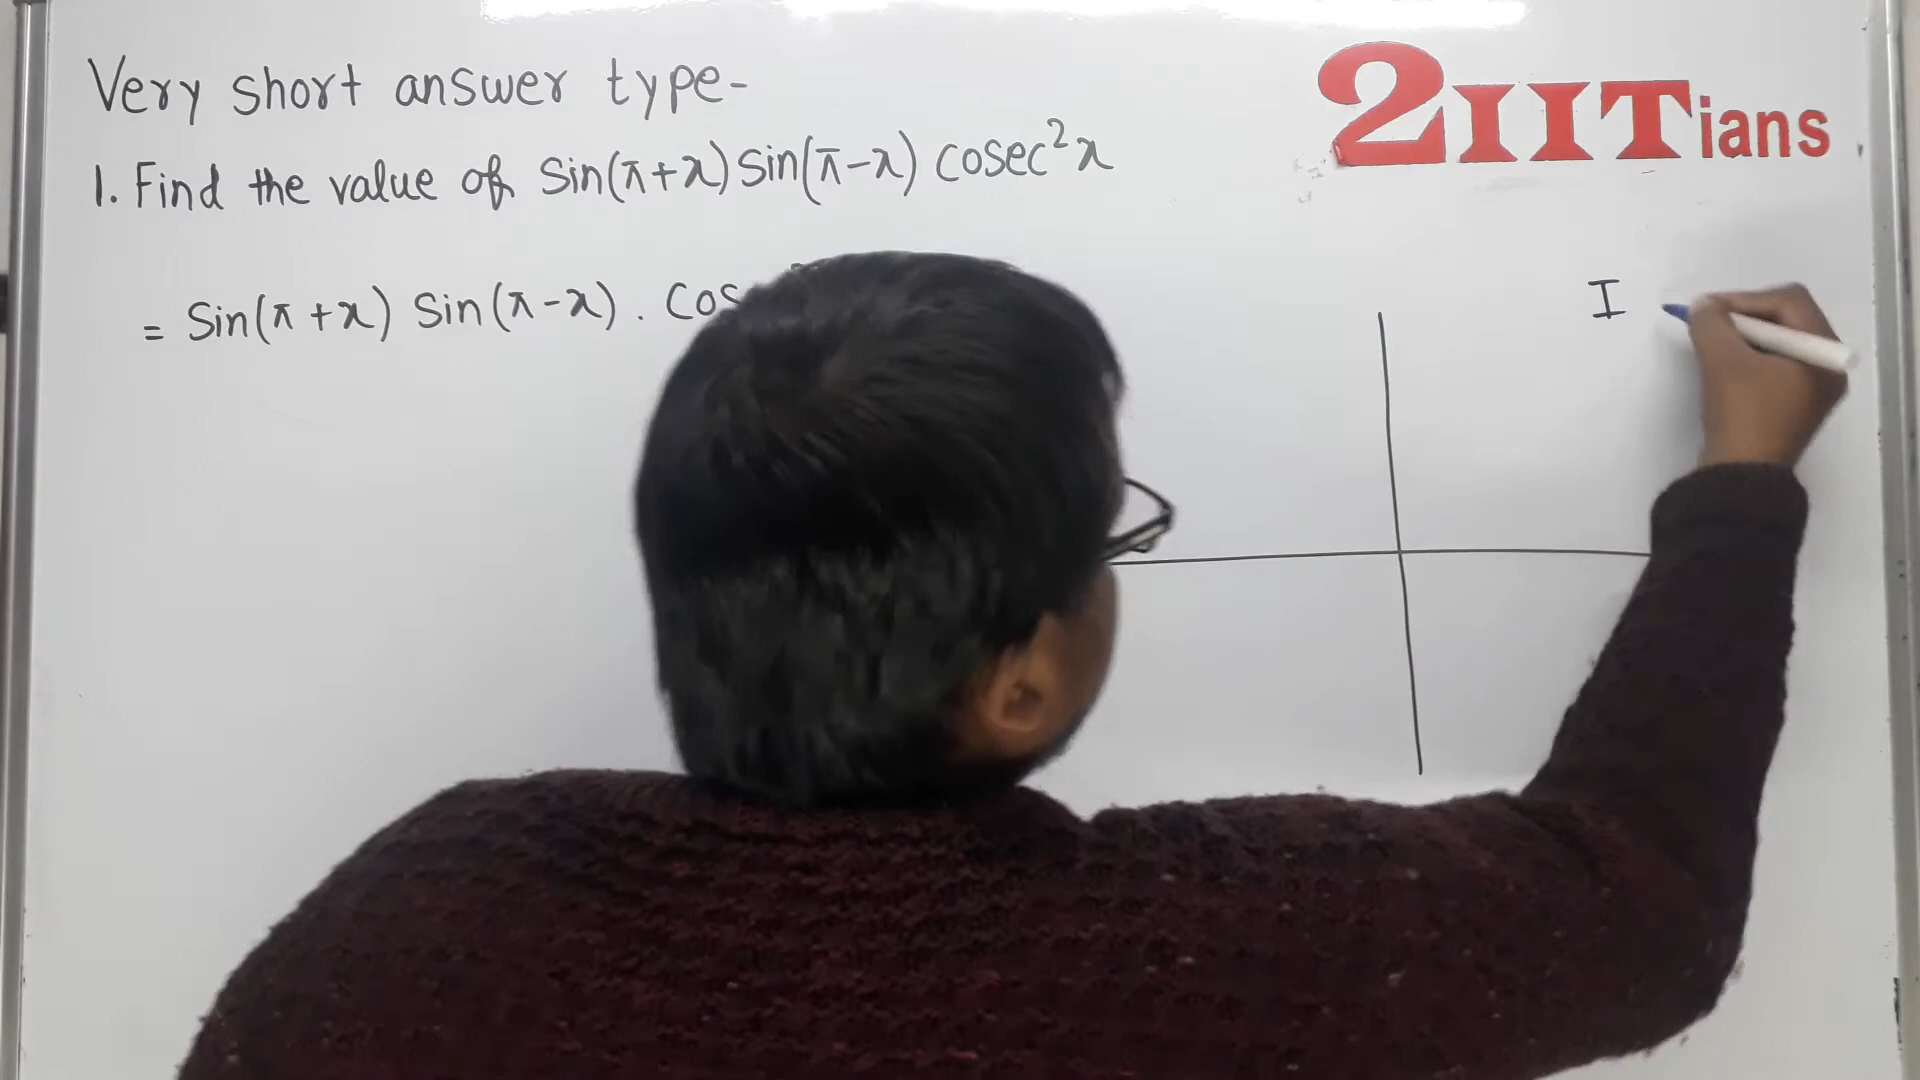 Very short answer type-
2IITians
1. Find the value of Sin(π+x) Sin(π-x) cosec²x
= Sin(π+x) Sin(π-x). Cos
I